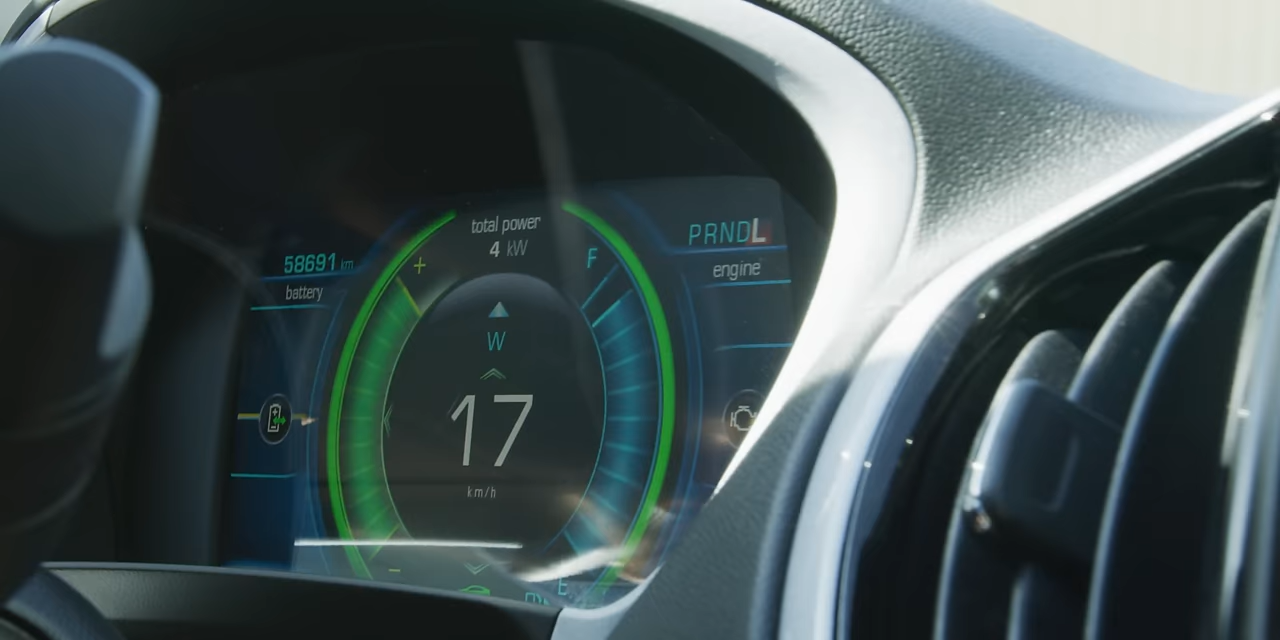 total power
4 kW
58691 km
battery
+
F
PRNDL
engine
W
17
km/h
-
E